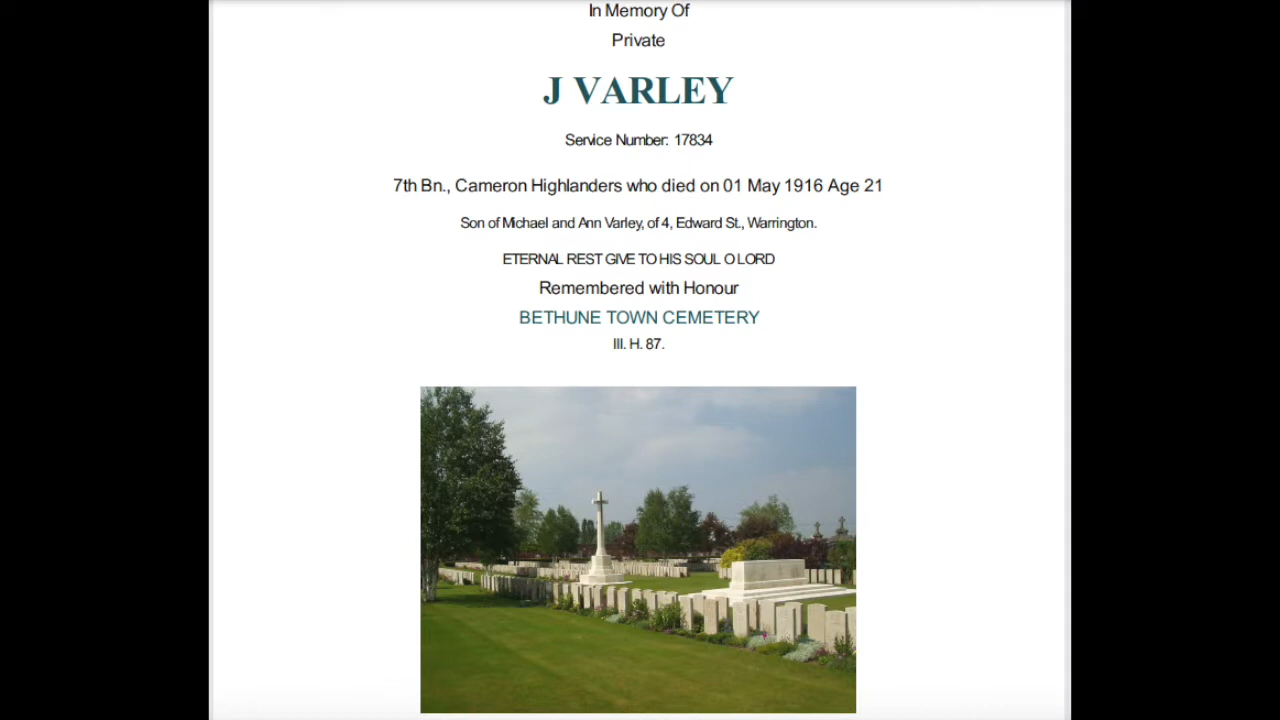 In Memory Of
Private
J VARLEY
Service Number: 17834
7th Bn., Cameron Highlanders who died on 01 May 1916 Age 21
Son of Michael and Ann Varley, of 4, Edward St., Warrington.
ETERNAL REST GIVE TO HIS SOUL O LORD
Remembered with Honour
BETHUNE TOWN CEMETERY
III. H. 87.